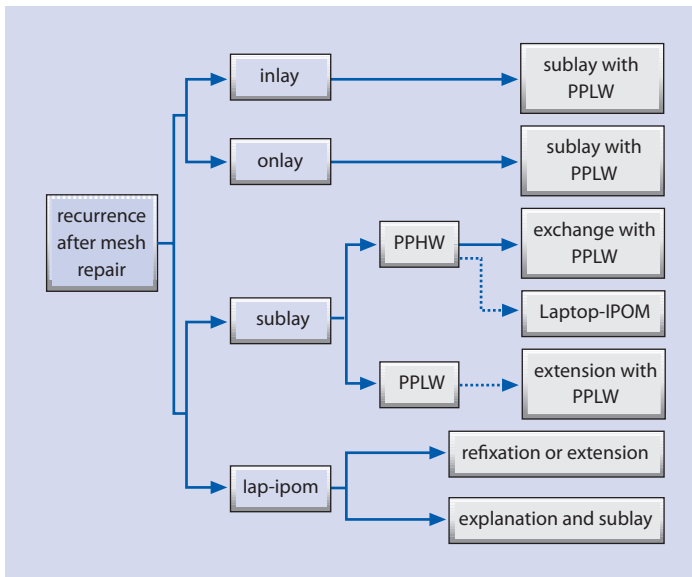 inlay
sublay with
PPLW
onlay
sublay with
PPLW
recurrence
after mesh
repair
sublay
PPHW
exchange with
PPLW
Laptop-IPOM
PPLW
extension with
PPLW
lap-ipom
refixation or extension
explanation and sublay